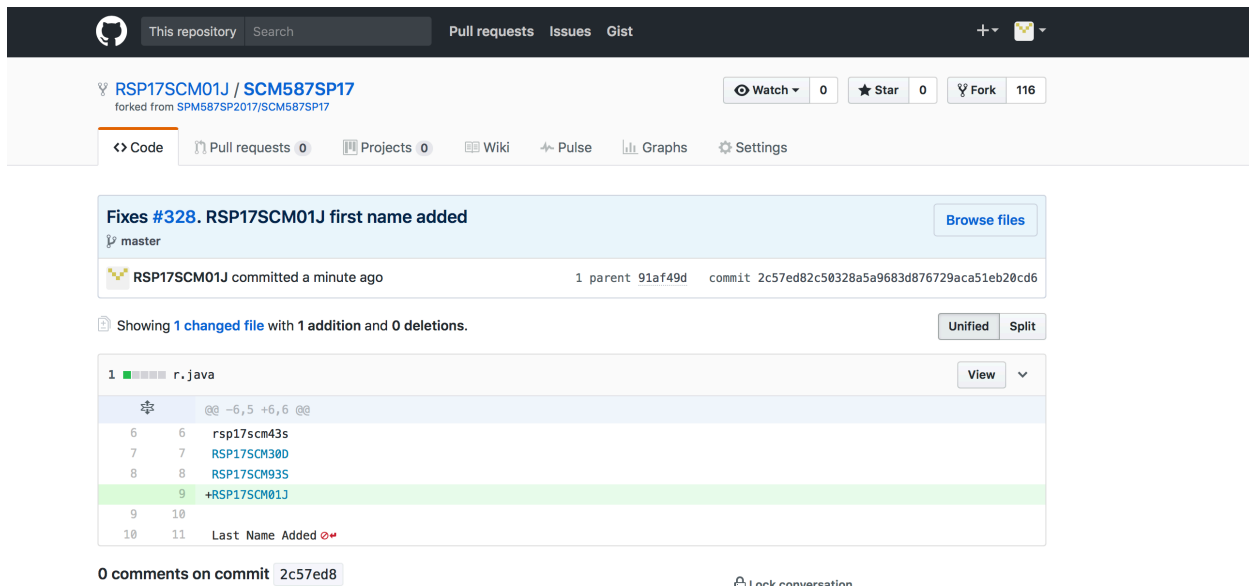 This repository Search Pull requests Issues Gist
RSP17SCM01J / SCM587SP17 Watch 0 Star 0 Fork 116
forked from SPM587SP2017/SCM587SP17
Code Pull requests 0 Projects 0 Wiki Pulse Graphs Settings
Fixes #328. RSP17SCM01J first name added Browse files
master
RSP17SCM01J committed a minute ago 1 parent 91af49d commit 2c57ed82c50328a5a9683d876729aca51eb20cd6
Showing 1 changed file with 1 addition and 0 deletions. Unified Split
1 r.java View
@@ -6,5 +6,6 @@
6 6 rsp17scm43s
7 7 RSP17SCM30D
8 8 RSP17SCM93S
9 +RSP17SCM01J
9 10
10 11 Last Name Added
0 comments on commit 2c57ed8 Lock conversation